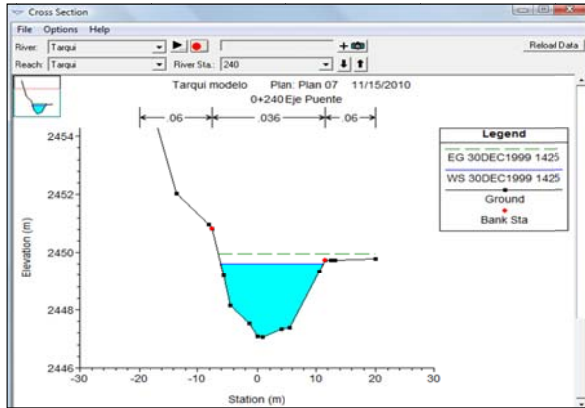 Cross Section
File Options Help
River: Tarqui
Reload Data
Reach: Tarqui River Sta.: 240
Tarqui modelo Plan: Plan 07 11/15/2010
0+240 Eje Puente
.06 .036 .06
Legend
EG 30DEC1999 1425
WS 30DEC1999 1425
Ground
Bank Sta
Elevation (m)
2454
2452
2450
2448
2446
-30 -20 -10 0 10 20 30
Station (m)